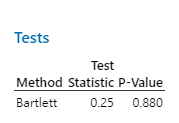 Tests
Test
Method Statistic P-Value
Bartlett 0.25 0.880